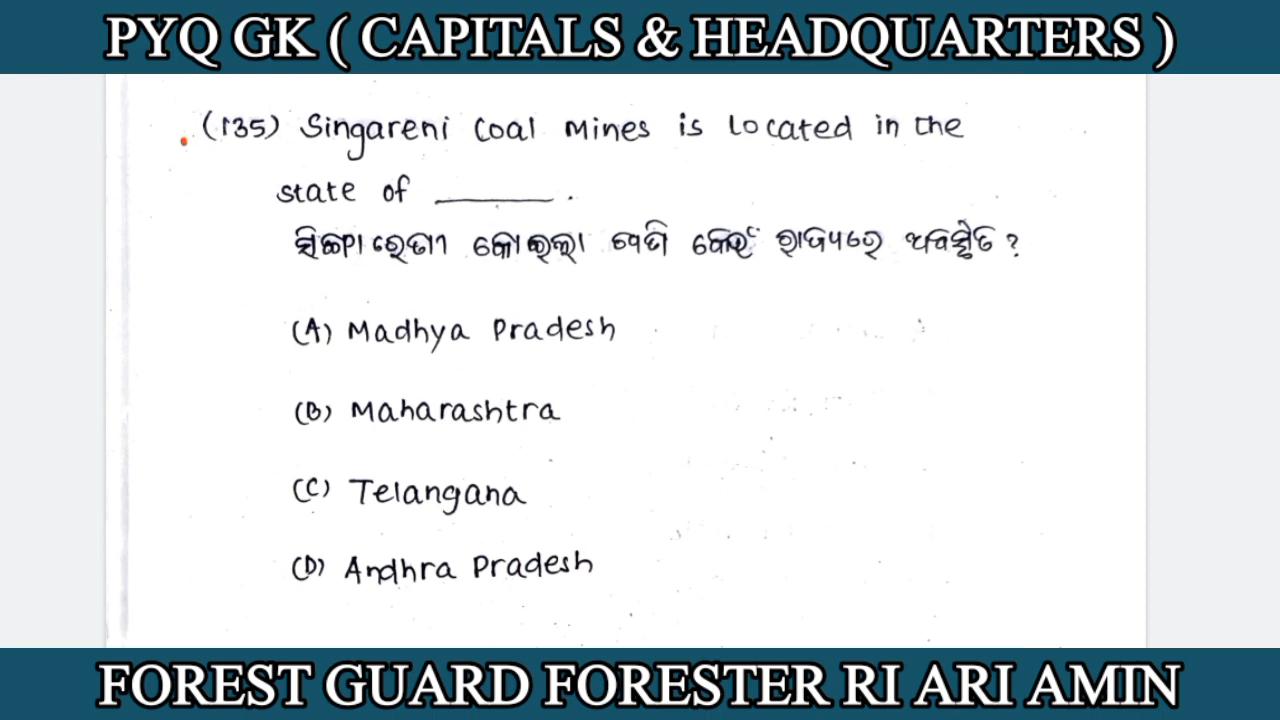 PYQ GK ( CAPITALS & HEADQUARTERS )
(135) Singareni Coal Mines is located in the
state of ______ .
ସିଙ୍ଗାରେଣୀ କୋଇଲା ଖଣି କେଉଁ ରାଜ୍ୟରେ ଅବସ୍ଥିତ ?
(A) Madhya Pradesh
(B) Maharashtra
(C) Telangana
(D) Andhra Pradesh
FOREST GUARD FORESTER RI ARI AMIN